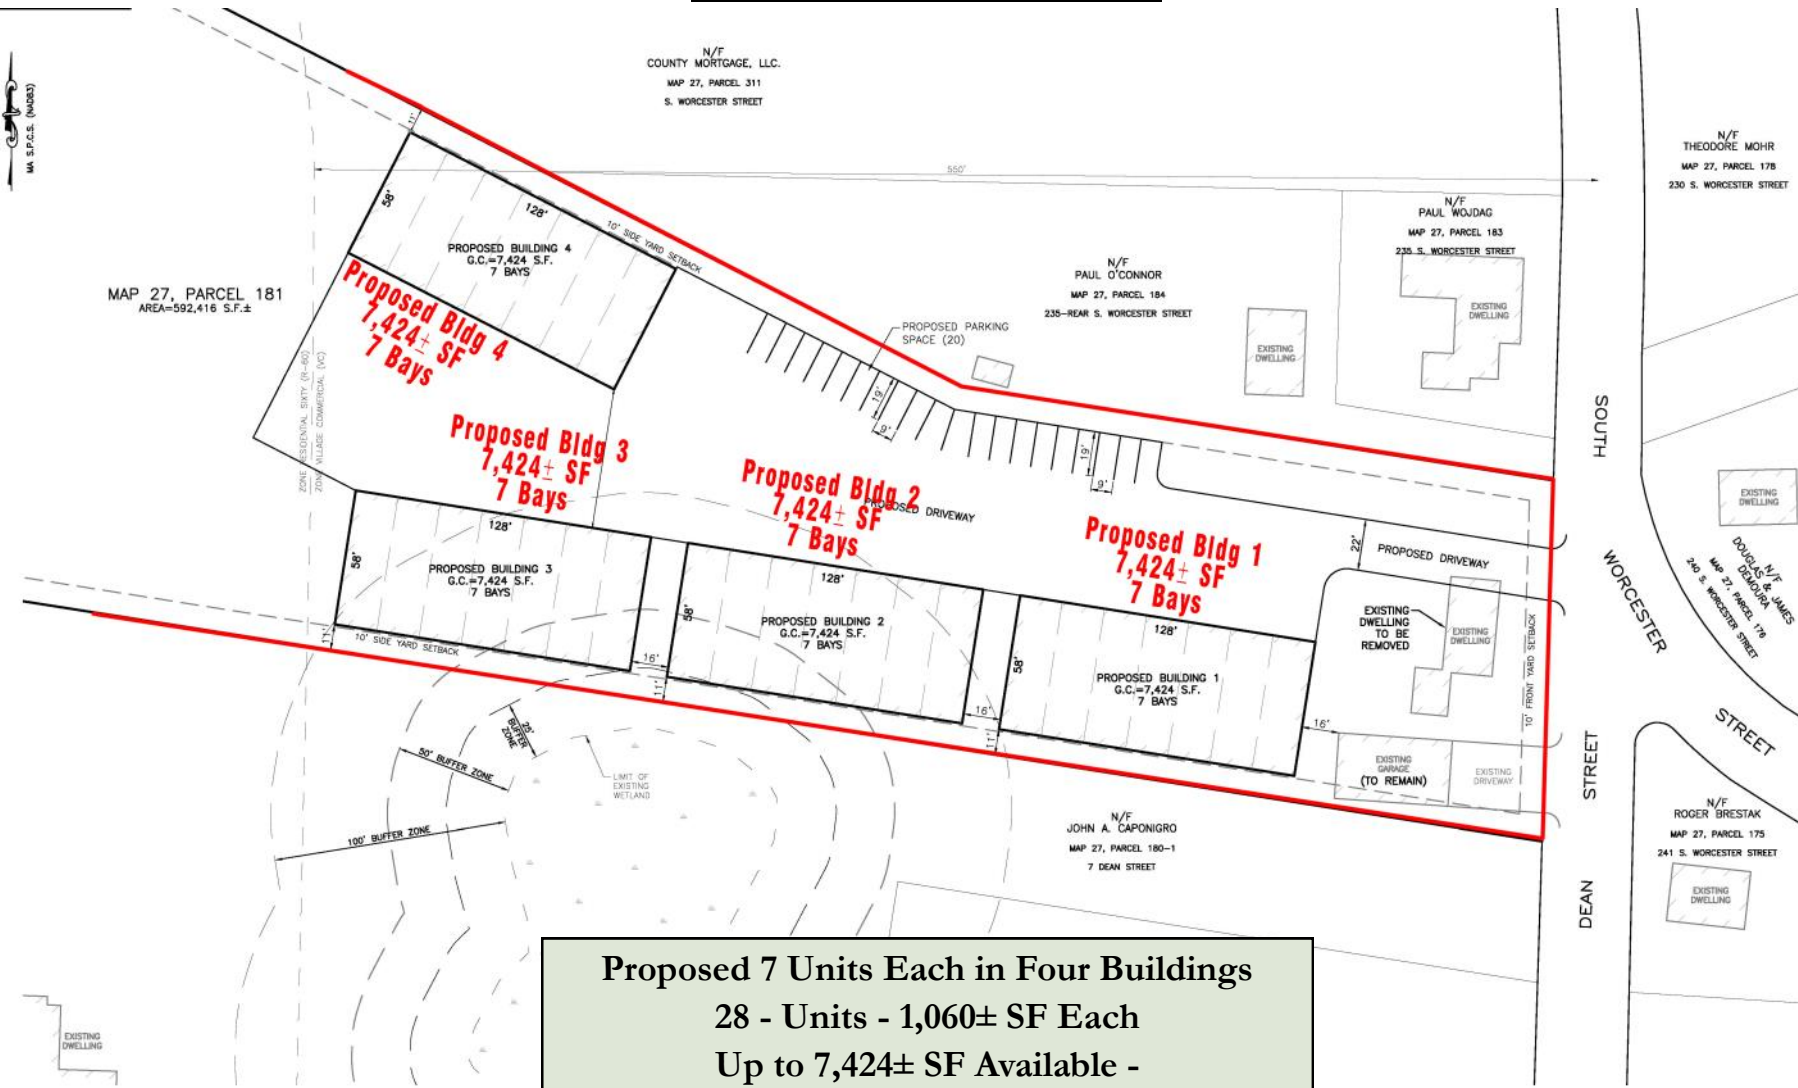 MA S.P.C.S. (NAD83)
N/F
COUNTY MORTGAGE, LLC.
MAP 27, PARCEL 311
S. WORCESTER STREET
N/F
THEODORE MOHR
MAP 27, PARCEL 178
230 S. WORCESTER STREET
550'
11'
58'
128'
10' SIDE YARD SETBACK
PROPOSED BUILDING 4
G.C.=7,424 S.F.
7 BAYS
N/F
PAUL WOJDAG
MAP 27, PARCEL 183
235 S. WORCESTER STREET
EXISTING
DWELLING
N/F
PAUL O'CONNOR
MAP 27, PARCEL 184
235-REAR S. WORCESTER STREET
EXISTING
DWELLING
MAP 27, PARCEL 181
AREA=592,416 S.F.±
Proposed Bldg 4
7,424± SF
7 Bays
PROPOSED PARKING
SPACE (20)
19'
9'
19'
9'
ZONE RESIDENTIAL SIXTY (R-60)
ZONE VILLAGE COMMERCIAL (VC)
Proposed Bldg 3
7,424± SF
7 Bays
Proposed Bldg 2
7,424± SF
7 Bays
PROPOSED DRIVEWAY
Proposed Bldg 1
7,424± SF
7 Bays
22'
PROPOSED DRIVEWAY
SOUTH
WORCESTER
STREET
EXISTING
DWELLING
N/F
DOUGLAS & JAMES
DEMOURA
MAP 27, PARCEL 176
240 S. WORCESTER STREET
128'
58'
PROPOSED BUILDING 3
G.C.=7,424 S.F.
7 BAYS
128'
58'
PROPOSED BUILDING 2
G.C.=7,424 S.F.
7 BAYS
128'
58'
PROPOSED BUILDING 1
G.C.=7,424 S.F.
7 BAYS
EXISTING
DWELLING
TO BE
REMOVED
EXISTING
DWELLING
10' FRONT YARD SETBACK
11'
10' SIDE YARD SETBACK
16'
11'
16'
11'
16'
EXISTING
GARAGE
(TO REMAIN)
EXISTING
DRIVEWAY
25'
BUFFER
ZONE
50' BUFFER ZONE
100' BUFFER ZONE
LIMIT OF
EXISTING
WETLAND
N/F
JOHN A. CAPONIGRO
MAP 27, PARCEL 180-1
7 DEAN STREET
DEAN
STREET
N/F
ROGER BRESTAK
MAP 27, PARCEL 175
241 S. WORCESTER STREET
EXISTING
DWELLING
EXISTING
DWELLING
Proposed 7 Units Each in Four Buildings
28 - Units - 1,060± SF Each
Up to 7,424± SF Available -